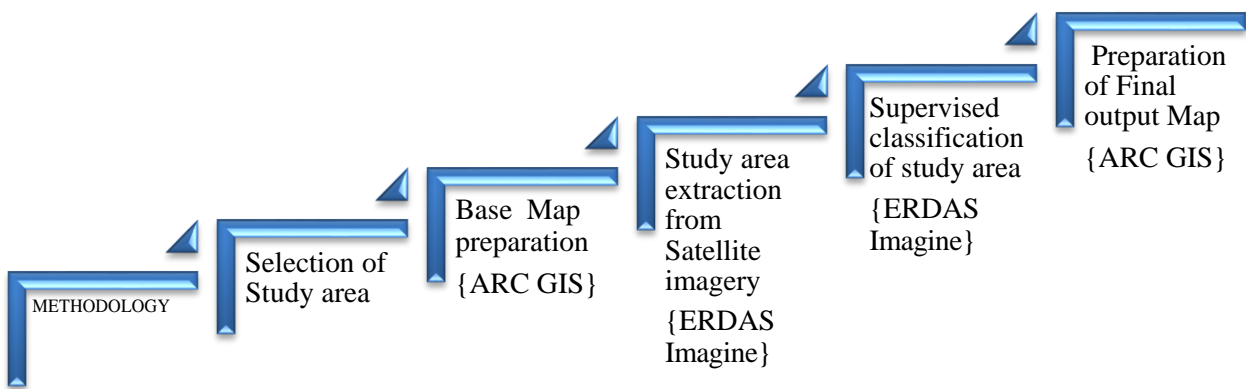 METHODOLOGY
Selection of
Study area
Base Map
preparation
{ARC GIS}
Study area
extraction
from
Satellite
imagery
{ERDAS
Imagine}
Supervised
classification
of study area
{ERDAS
Imagine}
Preparation
of Final
output Map
{ARC GIS}